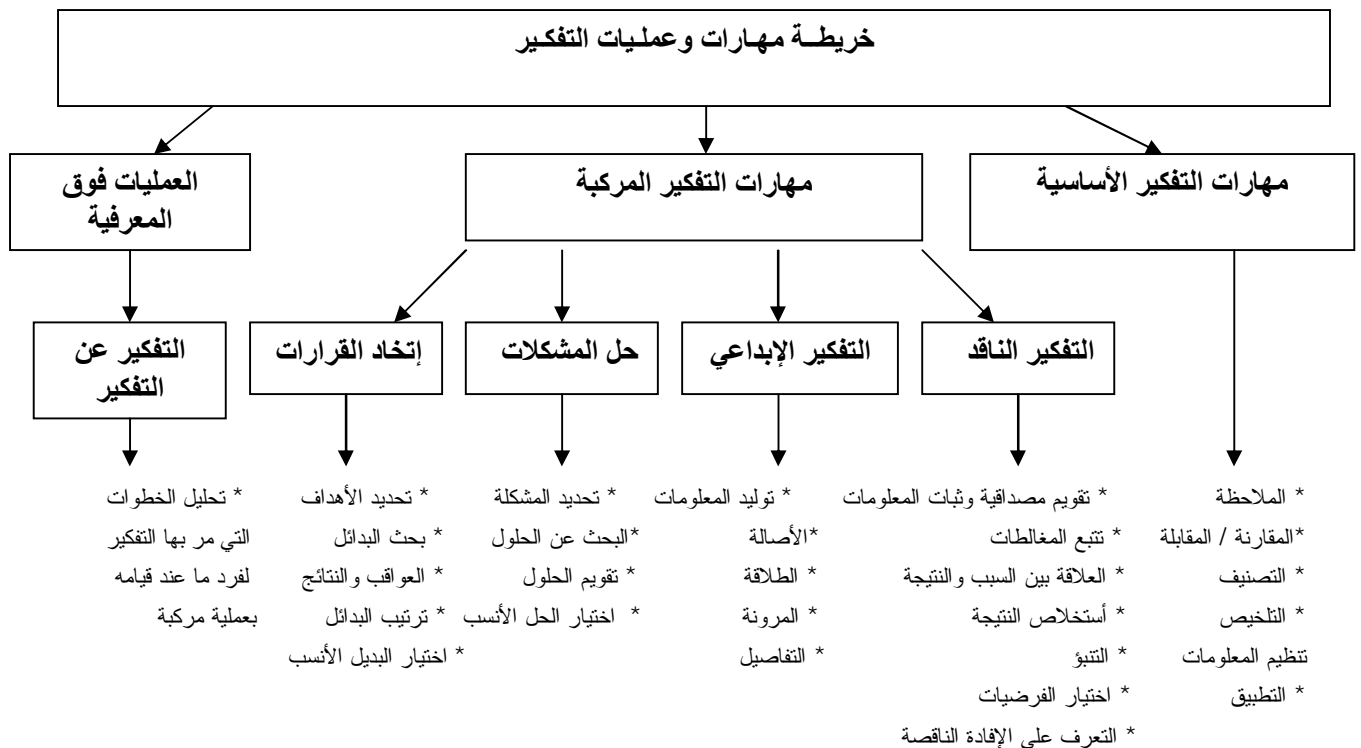 خريطــة مهـارات وعمليات التفكـير
مهارات التفكير الأساسية
مهارات التفكير المركبة
العمليات فوق
المعرفية
التفكير الناقد
التفكير الإبداعي
حل المشكلات
إتخاد القرارات
التفكير عن
التفكير
* الملاحظة
*المقارنة / المقابلة
* التصنيف
* التلخيص
تنظيم المعلومات
* التطبيق
* تقويم مصداقية وثبات المعلومات
* تتبع المغالطات
* العلاقة بين السبب والنتيجة
* أستخلاص النتيجة
* التنبؤ
* اختيار الفرضيات
* التعرف على الإفادة الناقصة
* توليد المعلومات
*الأصالة
* الطلاقة
* المرونة
* التفاصيل
* تحديد المشكلة
*البحث عن الحلول
* تقويم الحلول
* اختيار الحل الأنسب
* تحديد الأهداف
* بحث البدائل
* العواقب والنتائج
* ترتيب البدائل
* اختيار البديل الأنسب
* تحليل الخطوات
التي مر بها التفكير
لفرد ما عند قيامه
بعملية مركبة